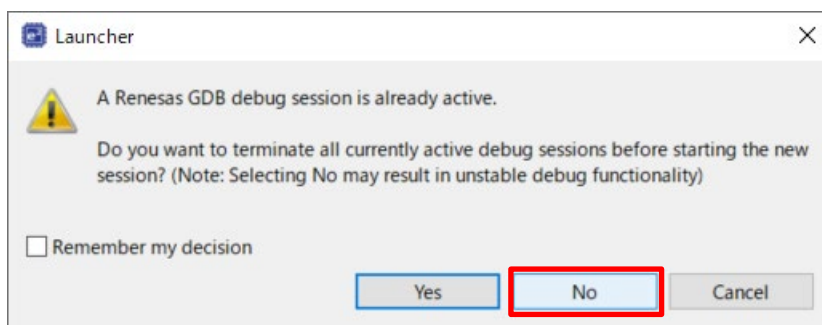 Launcher
A Renesas GDB debug session is already active.
Do you want to terminate all currently active debug sessions before starting the new
session? (Note: Selecting No may result in unstable debug functionality)
Remember my decision
Yes No Cancel